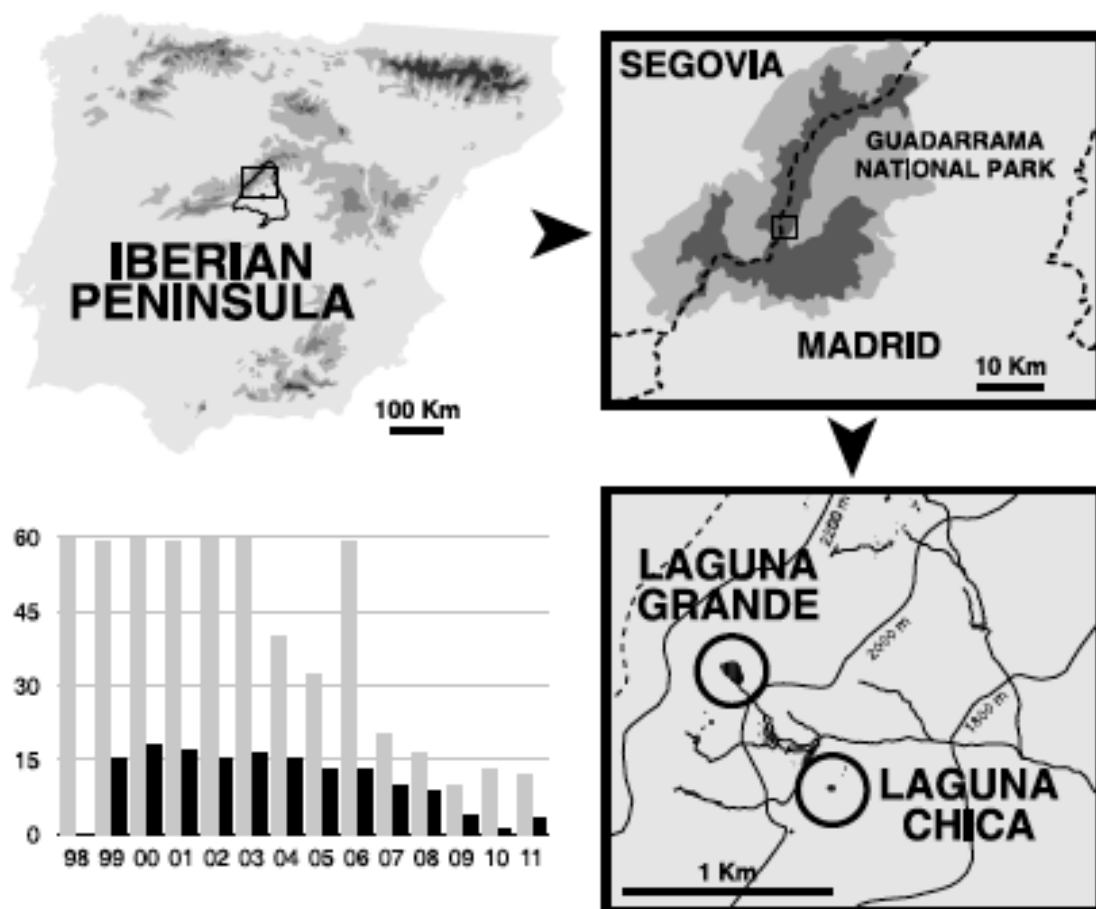 IBERIAN
PENINSULA
100 Km
SEGOVIA
GUADARRAMA
NATIONAL PARK
MADRID
10 Km
60
45
30
15
0
98 99 00 01 02 03 04 05 06 07 08 09 10 11
2200 m
LAGUNA
GRANDE
2000 m
1800 m
LAGUNA
CHICA
1 Km